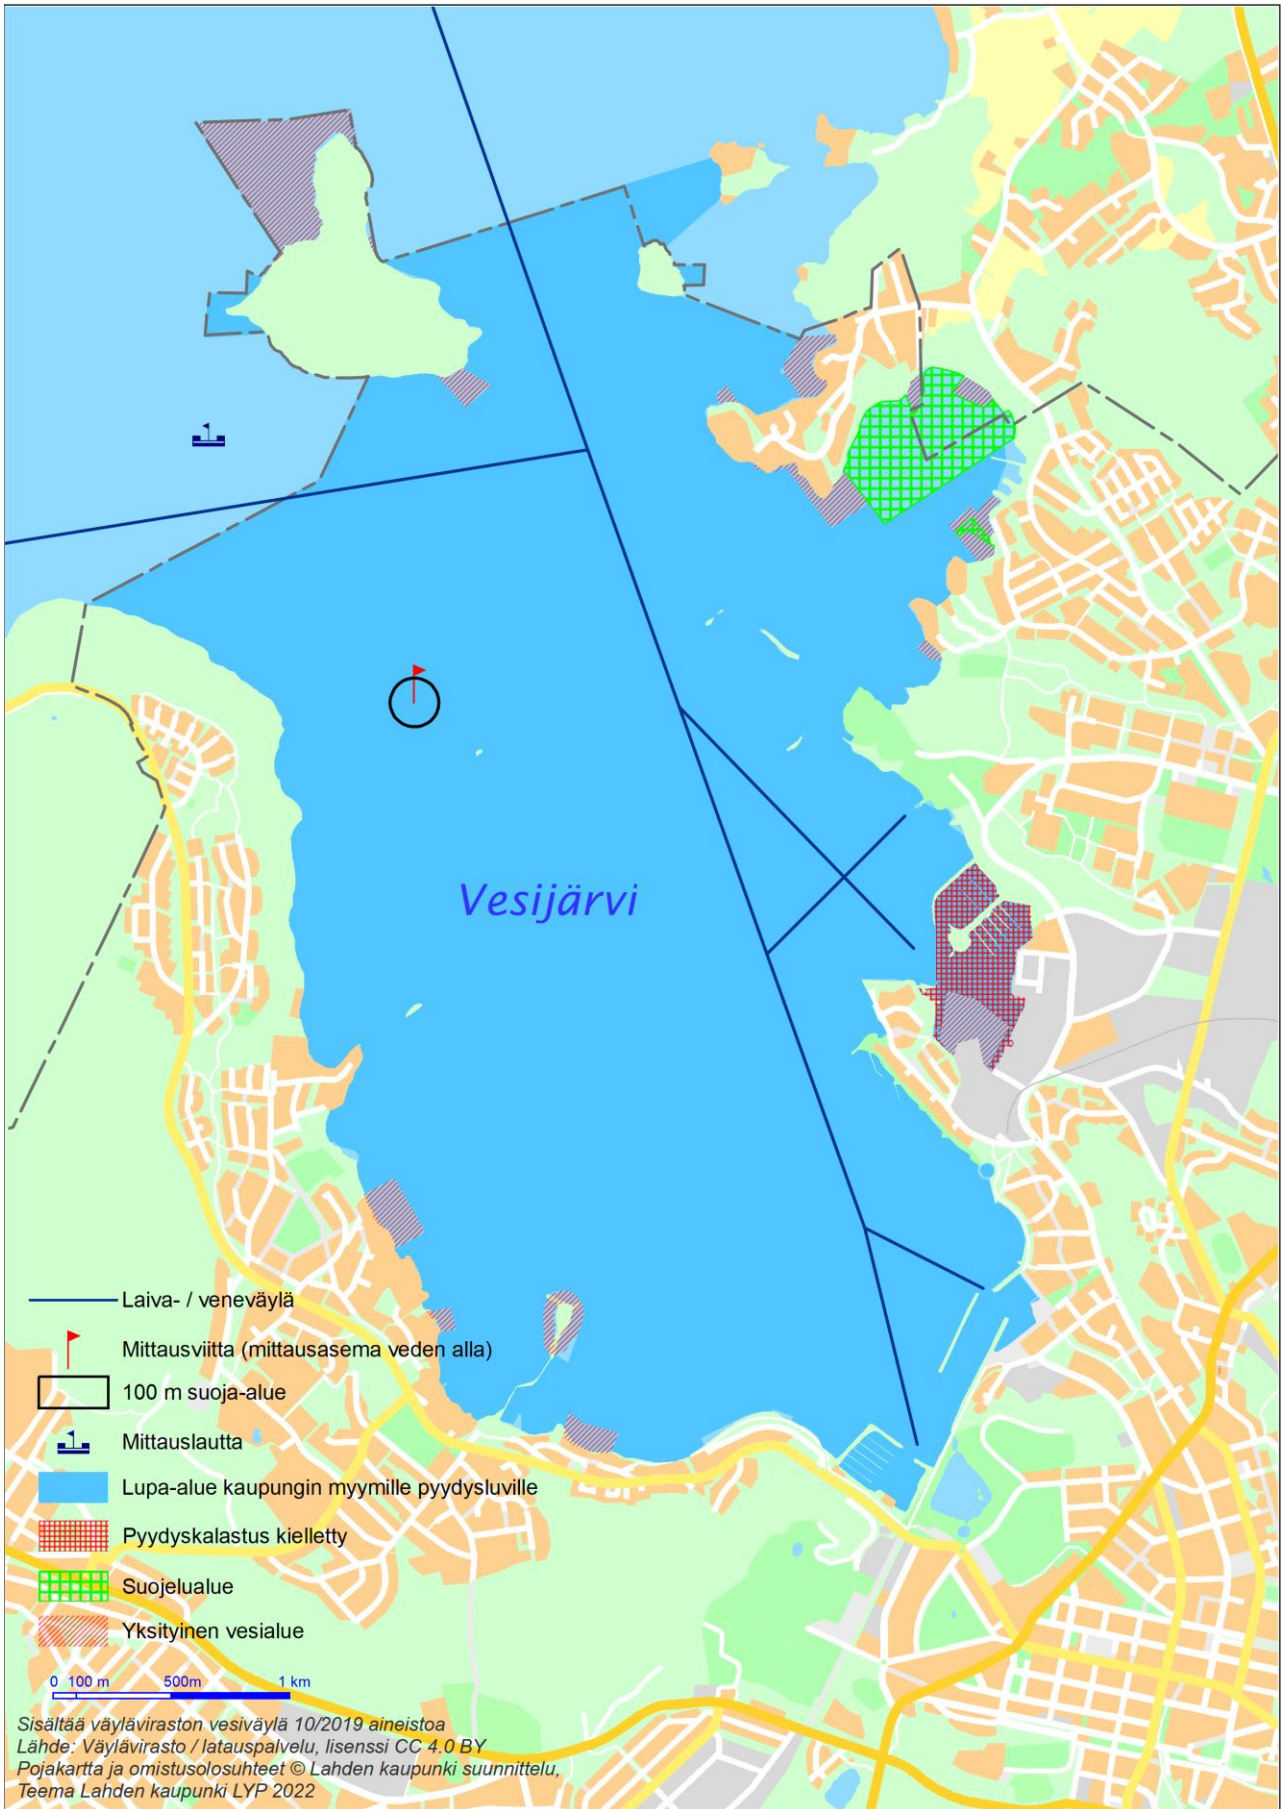 Vesijärvi
Laiva- / veneväylä
Mittausviitta (mittausasema veden alla)
100 m suoja-alue
Mittauslautta
Lupa-alue kaupungin myymille pyydysluville
Pyydyskalastus kielletty
Suojelualue
Yksityinen vesialue
0 100 m 500m 1 km
Sisältää väyläviraston vesiväylä 10/2019 aineistoa
Lähde: Väylävirasto / latauspalvelu, lisenssi CC 4.0 BY
Pojakartta ja omistusolosuhteet © Lahden kaupunki suunnittelu,
Teema Lahden kaupunki LYP 2022